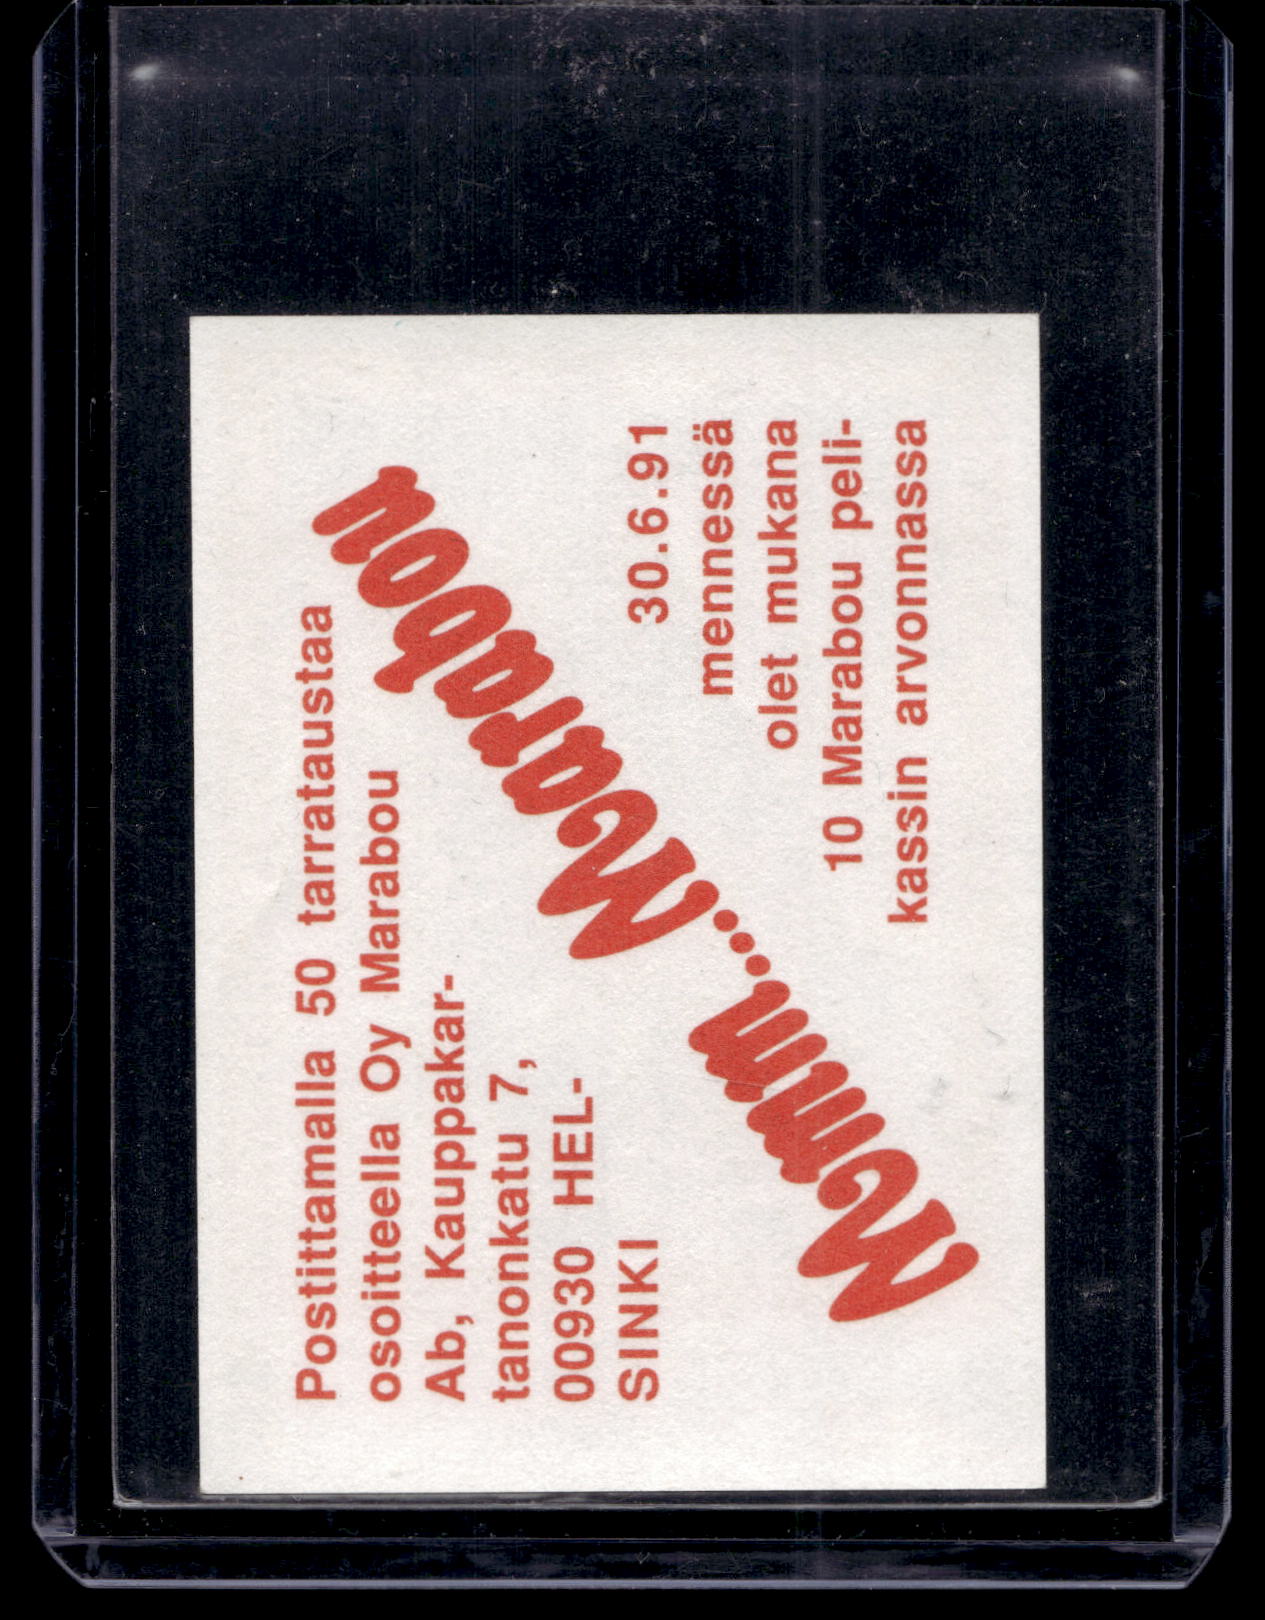 Postittamalla 50 tarrataustaa
osoitteella Oy Marabou
Ab, Kauppakar-
tanonkatu 7,
00930 HEL-
SINKI
Mmm...Marabou
30.6.91
mennessä
olet mukana
10 Marabou peli-
kassin arvonnassa